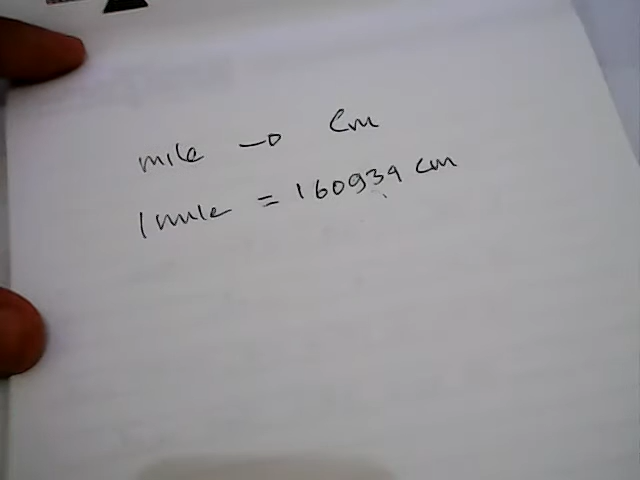 mile → cm
1 mile = 160934 cm